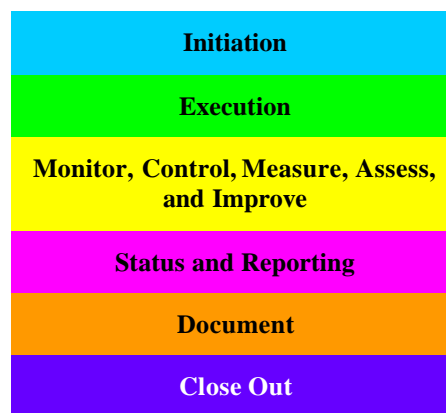 Initiation
Execution
Monitor, Control, Measure, Assess,
and Improve
Status and Reporting
Document
Close Out